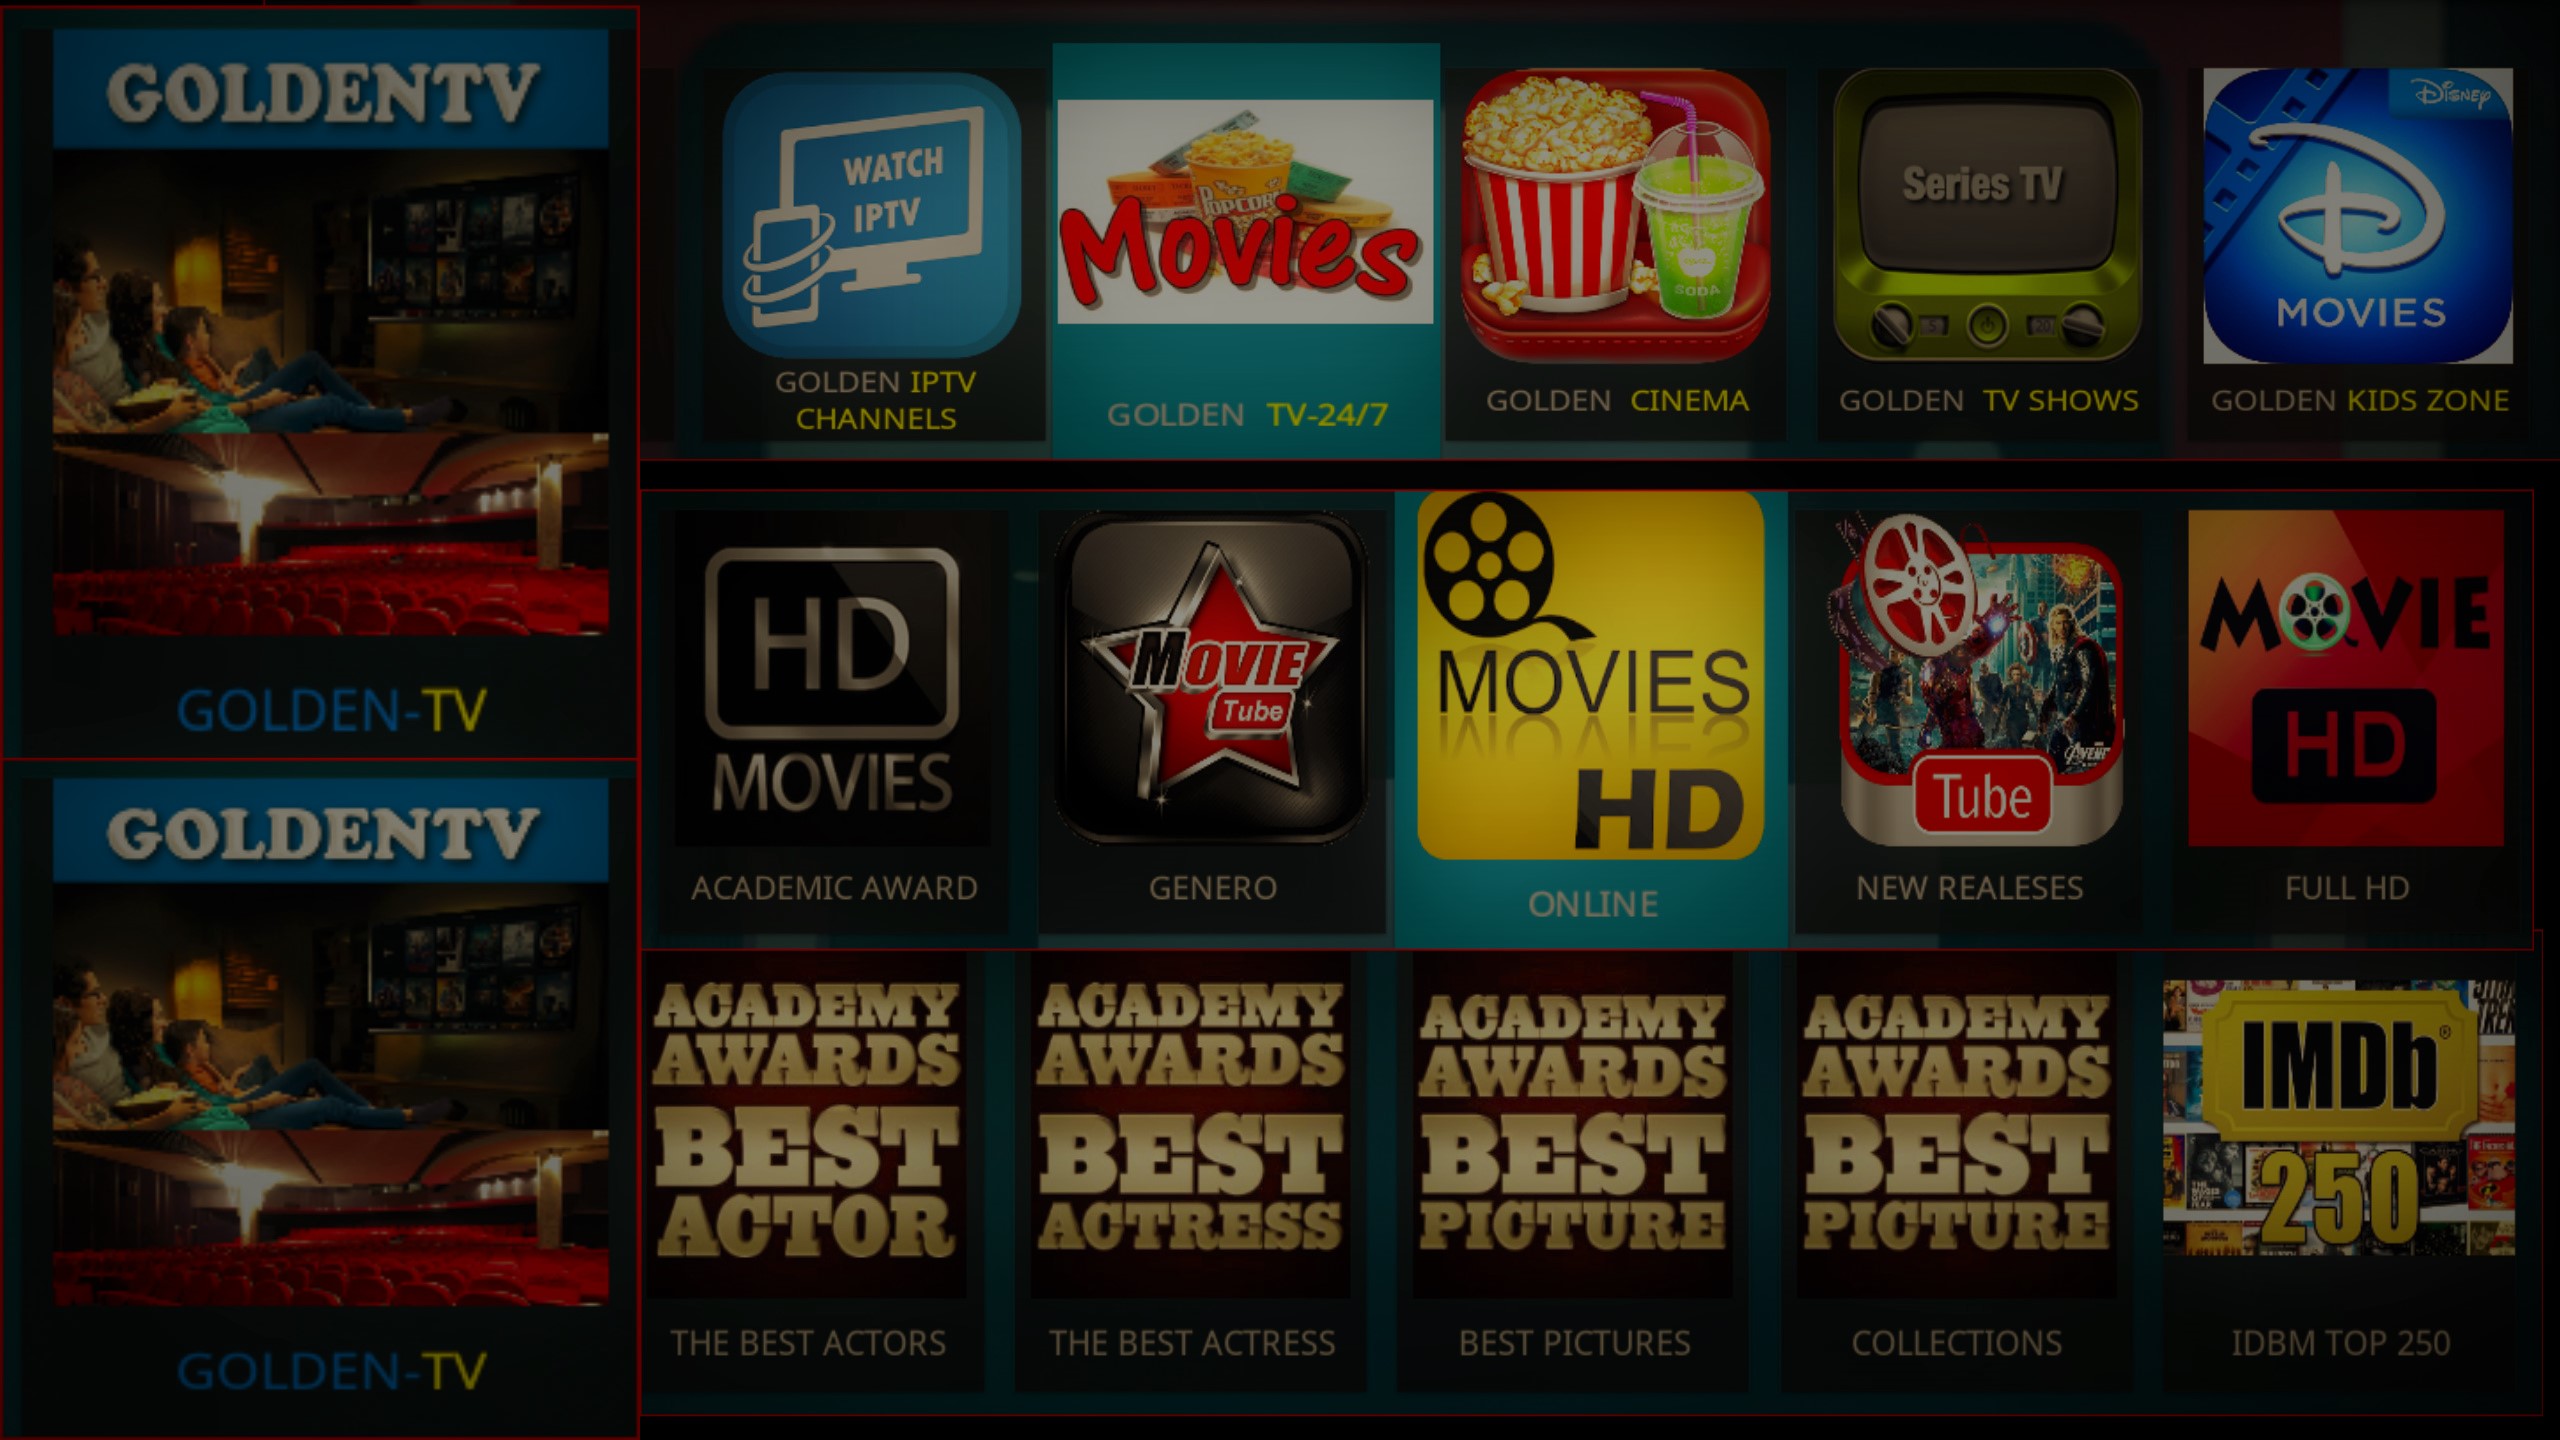 GOLDENTV
GOLDEN-TV
WATCH
IPTV
GOLDEN IPTV
CHANNELS
POPCORN
Movies
GOLDEN TV-24/7
SODA
GOLDEN CINEMA
Series TV
5
20
GOLDEN TV SHOWS
Disney
MOVIES
GOLDEN KIDS ZONE
HD
MOVIES
ACADEMIC AWARD
MOVIE
Tube
GENERO
MOVIES
HD
ONLINE
Tube
NEW REALESES
MOVIE
HD
FULL HD
GOLDENTV
GOLDEN-TV
ACADEMY
AWARDS
BEST
ACTOR
THE BEST ACTORS
ACADEMY
AWARDS
BEST
ACTRESS
THE BEST ACTRESS
ACADEMY
AWARDS
BEST
PICTURE
BEST PICTURES
ACADEMY
AWARDS
BEST
PICTURE
COLLECTIONS
IMDb®
250
IDBM TOP 250